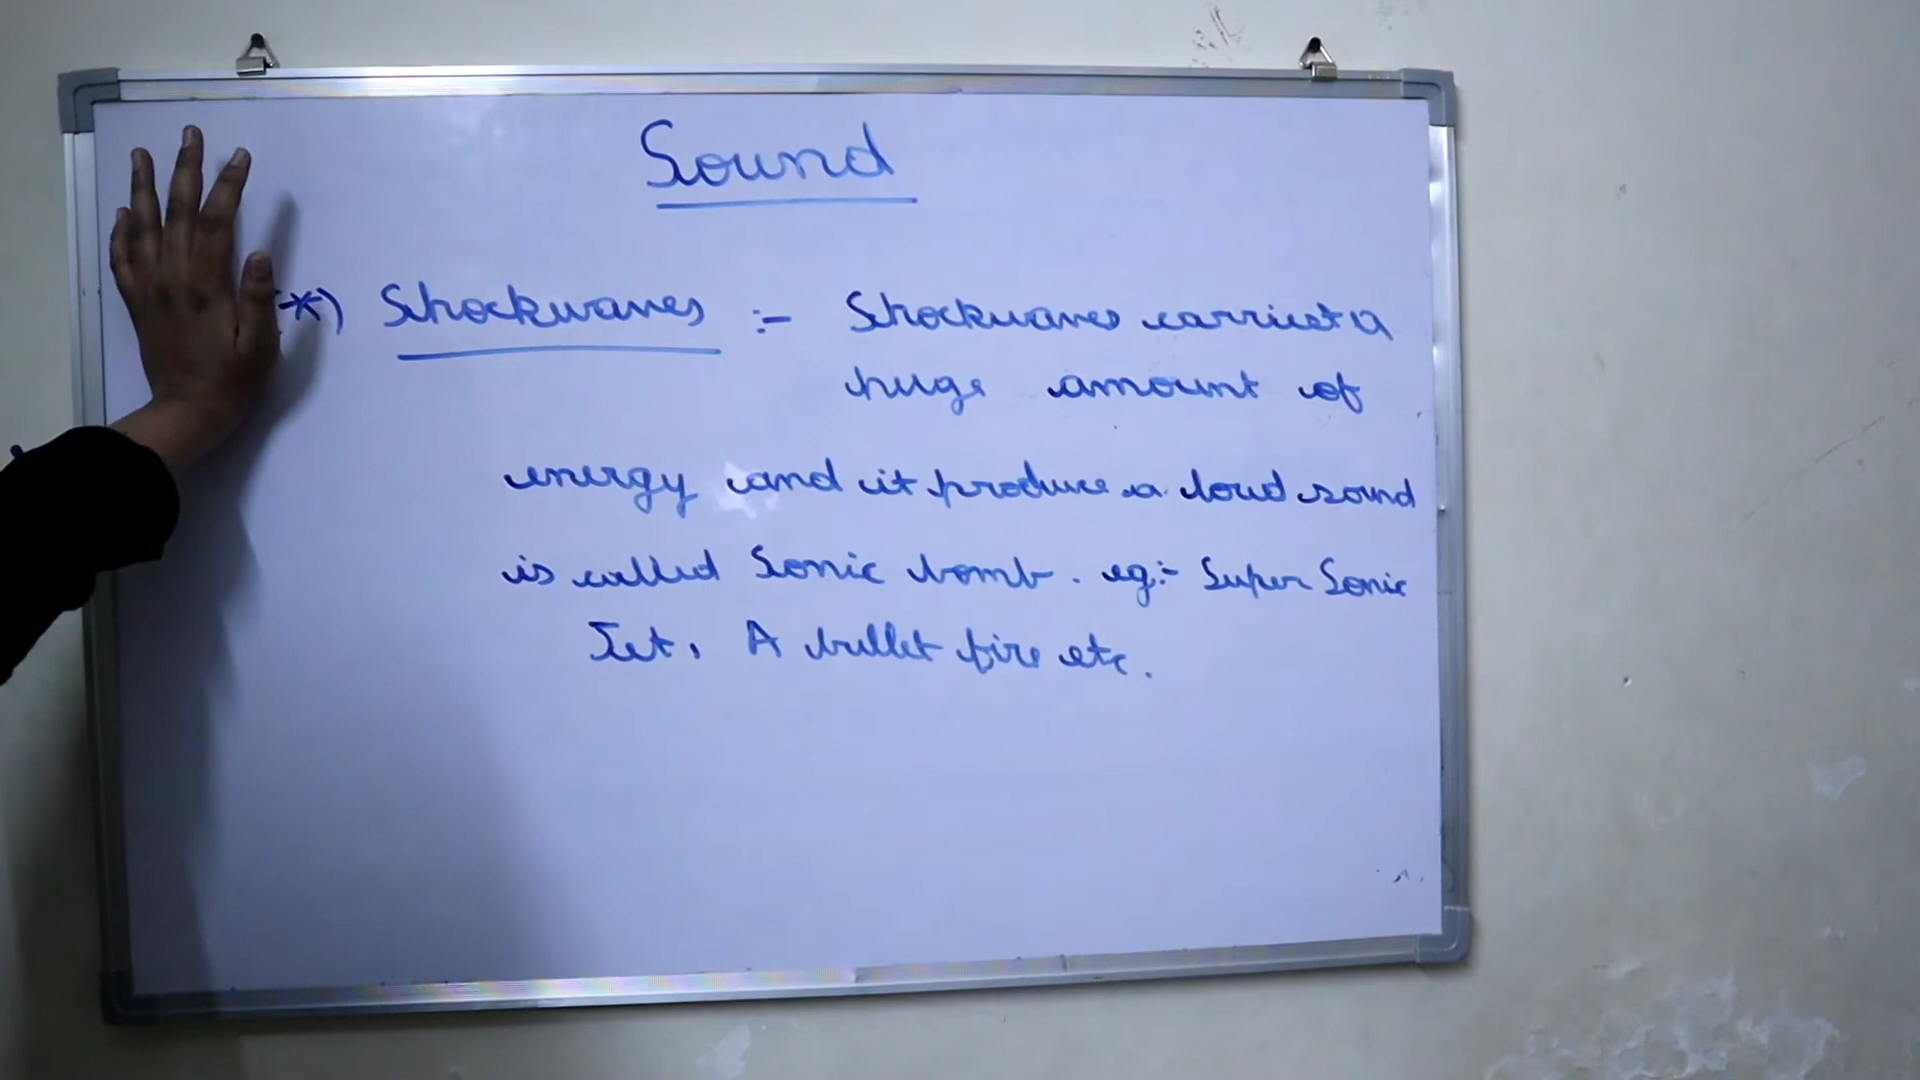 Sound
(*) Shockwaves :- Shockwaves carries a
huge amount of
energy and it produce a loud sound
is called Sonic bomb. eg:- Super Sonic
Jet, A bullet fire etc.